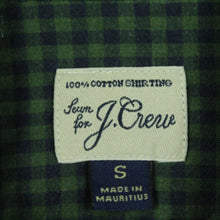 100% COTTON SHIRTING
Sewn
for J.Crew
S
MADE IN
MAURITIUS